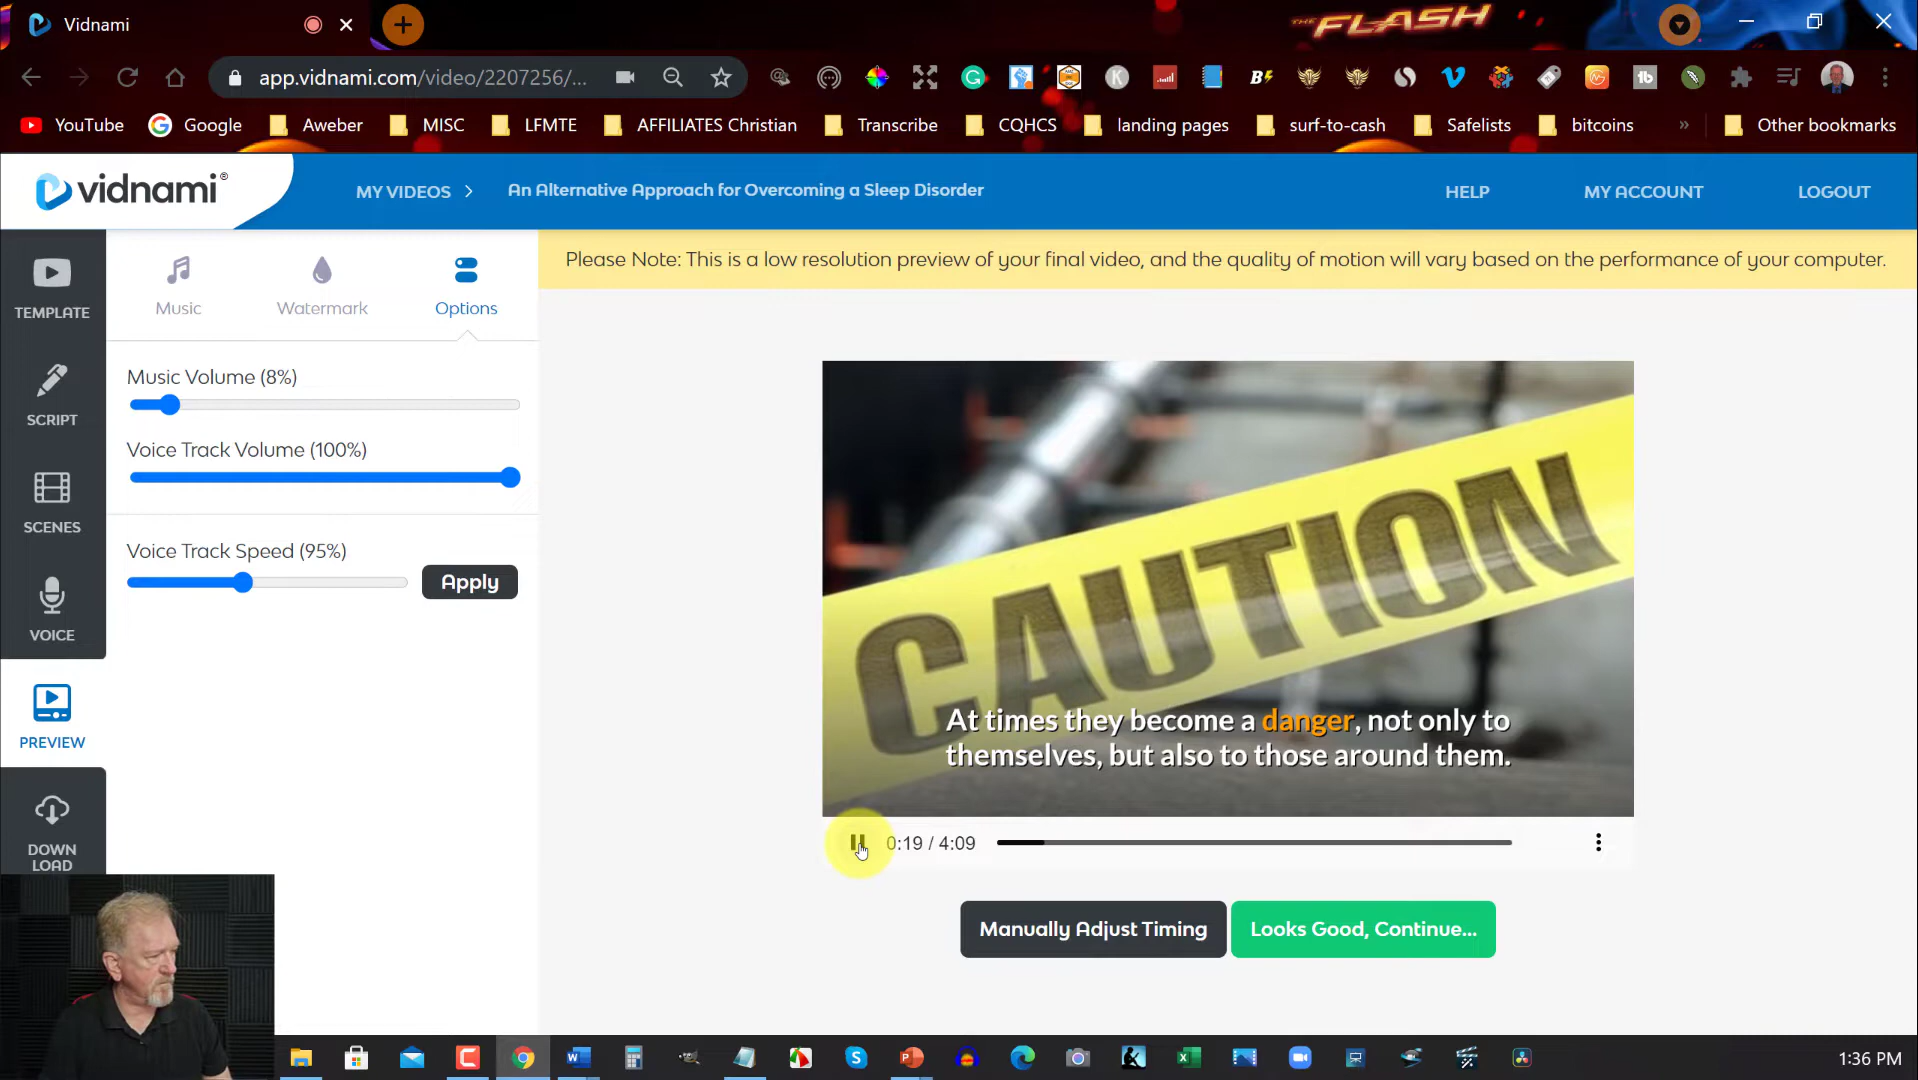 Vidnami
THE FLASH
app.vidnami.com/video/2207256/...
YouTube
Google
Aweber
MISC
LFMTE
AFFILIATES Christian
Transcribe
CQHCS
landing pages
surf-to-cash
Safelists
bitcoins
»
Other bookmarks
vidnami®
MY VIDEOS >
An Alternative Approach for Overcoming a Sleep Disorder
HELP
MY ACCOUNT
LOGOUT
TEMPLATE
SCRIPT
SCENES
VOICE
PREVIEW
DOWN
LOAD
Music
Watermark
Options
Music Volume (8%)
Voice Track Volume (100%)
Voice Track Speed (95%)
Apply
Please Note: This is a low resolution preview of your final video, and the quality of motion will vary based on the performance of your computer.
CAUTION
At times they become a danger, not only to
themselves, but also to those around them.
0:19 / 4:09
Manually Adjust Timing
Looks Good, Continue...
1:36 PM